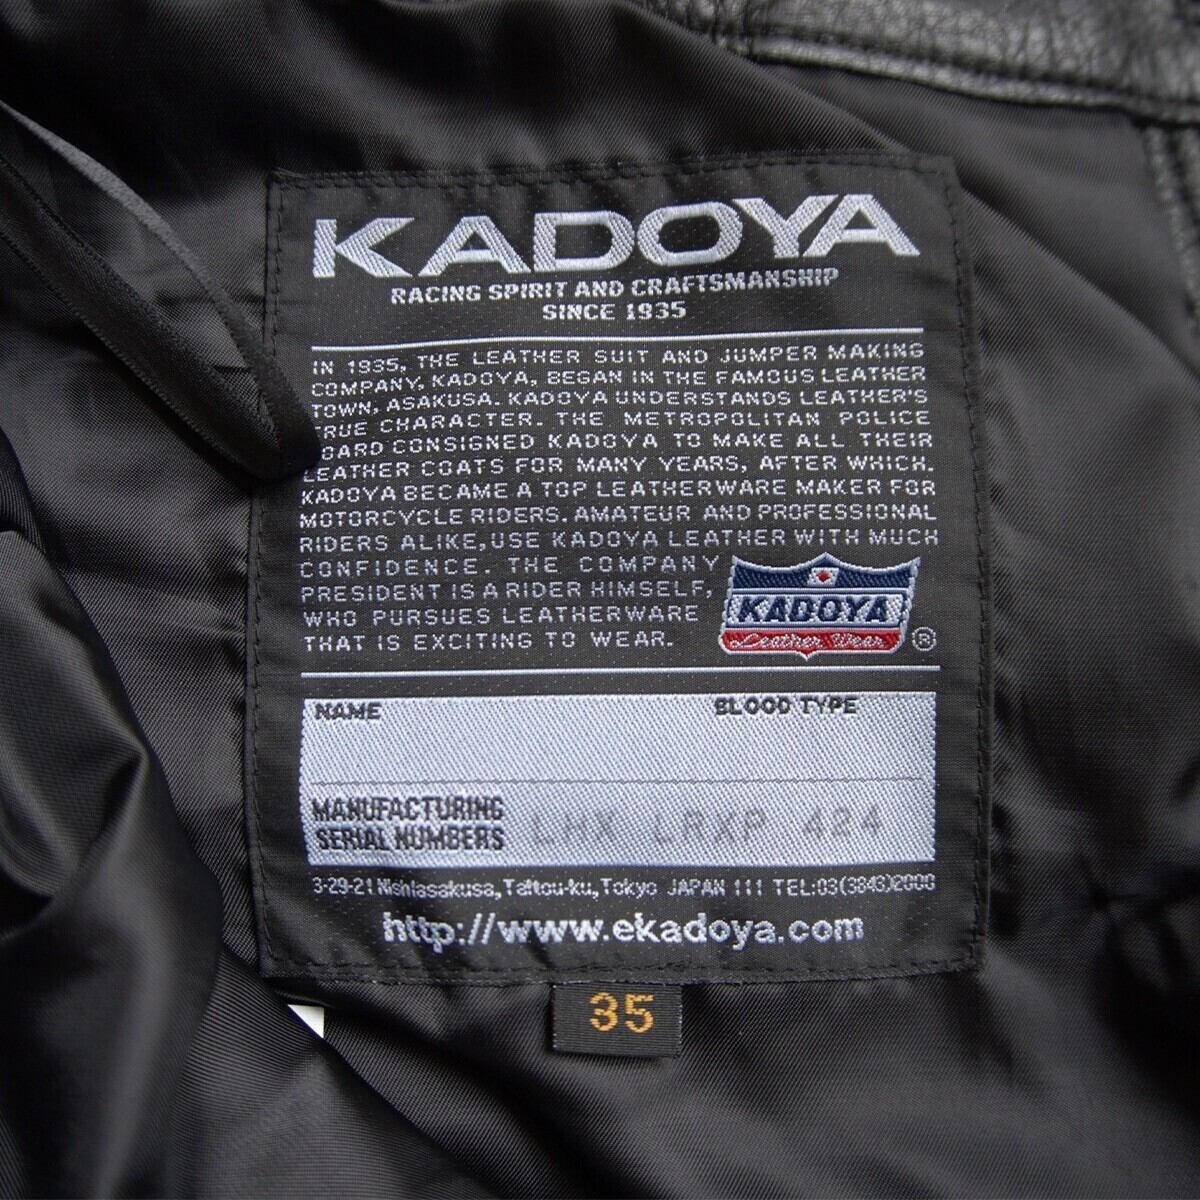 KADOYA
RACING SPIRIT AND CRAFTSMANSHIP
SINCE 1935
IN 1935, THE LEATHER SUIT AND JUMPER MAKING
COMPANY, KADOYA, BEGAN IN THE FAMOUS LEATHER
TOWN, ASAKUSA. KADOYA UNDERSTANDS LEATHER'S
TRUE CHARACTER. THE METROPOLITAN POLICE
OARD CONSIGNED KADOYA TO MAKE ALL THEIR
LEATHER COATS FOR MANY YEARS, AFTER WHICH.
KADOYA BECAME A TOP LEATHERWARE MAKER FOR
MOTORCYCLE RIDERS. AMATEUR AND PROFESSIONAL
RIDERS ALIKE, USE KADOYA LEATHER WITH MUCH
CONFIDENCE. THE COMPANY
PRESIDENT IS A RIDER HIMSELF,
WHO PURSUES LEATHERWARE
THAT IS EXCITING TO WEAR.
KADOYA
Leather Wear ®
NAME BLOOD TYPE
MANUFACTURING
SERIAL NUMBERS LHX LRXP 424
3-29-21 Nishiasakusa, Taitou-ku, Tokyo JAPAN 111 TEL:03(3843)2000
http://www.ekadoya.com
35